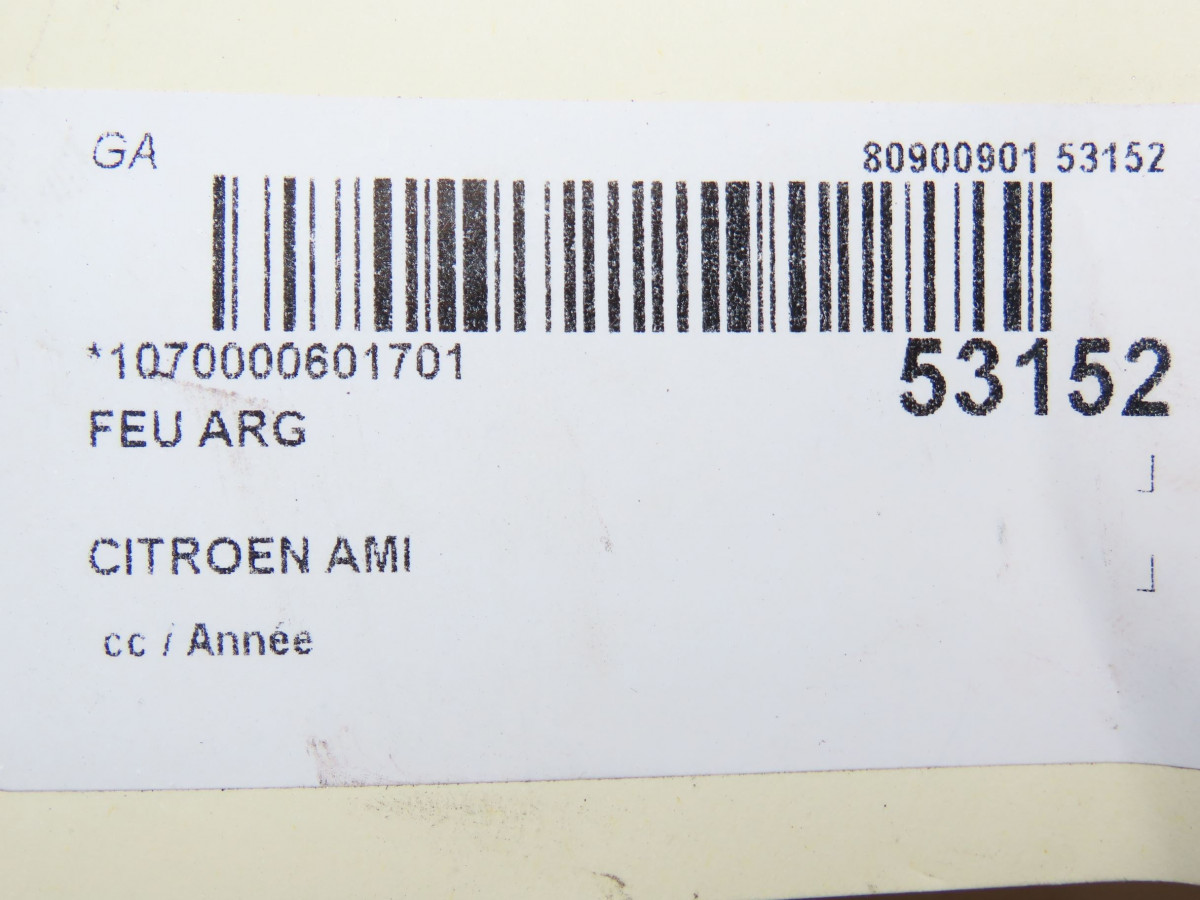 GA
80900901 53152
*1070000601701
53152
FEU ARG
CITROEN AMI
cc / Année